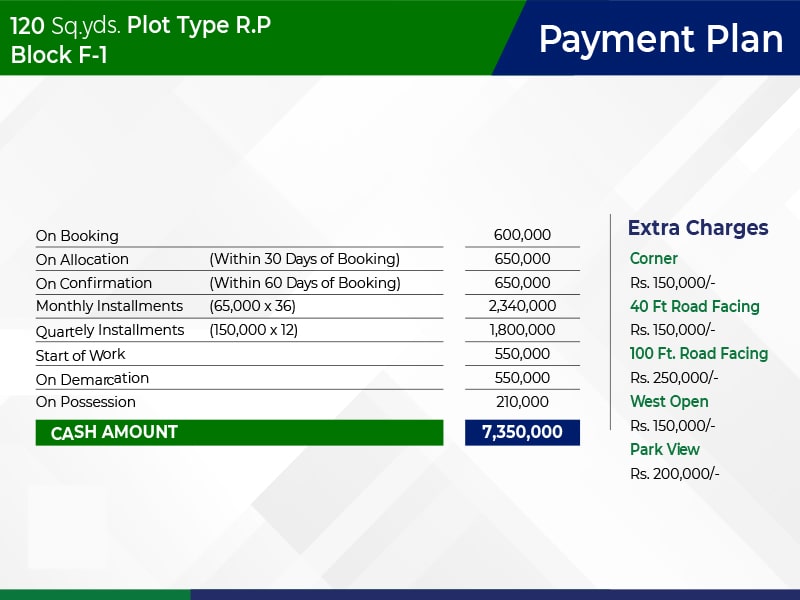 120 Sq.yds. Plot Type R.P
Block F-1
Payment Plan
On Booking 600,000
On Allocation (Within 30 Days of Booking) 650,000
On Confirmation (Within 60 Days of Booking) 650,000
Monthly Installments (65,000 x 36) 2,340,000
Quartely Installments (150,000 x 12) 1,800,000
Start of Work 550,000
On Demarcation 550,000
On Possession 210,000
CASH AMOUNT 7,350,000
Extra Charges
Corner
Rs. 150,000/-
40 Ft Road Facing
Rs. 150,000/-
100 Ft. Road Facing
Rs. 250,000/-
West Open
Rs. 150,000/-
Park View
Rs. 200,000/-